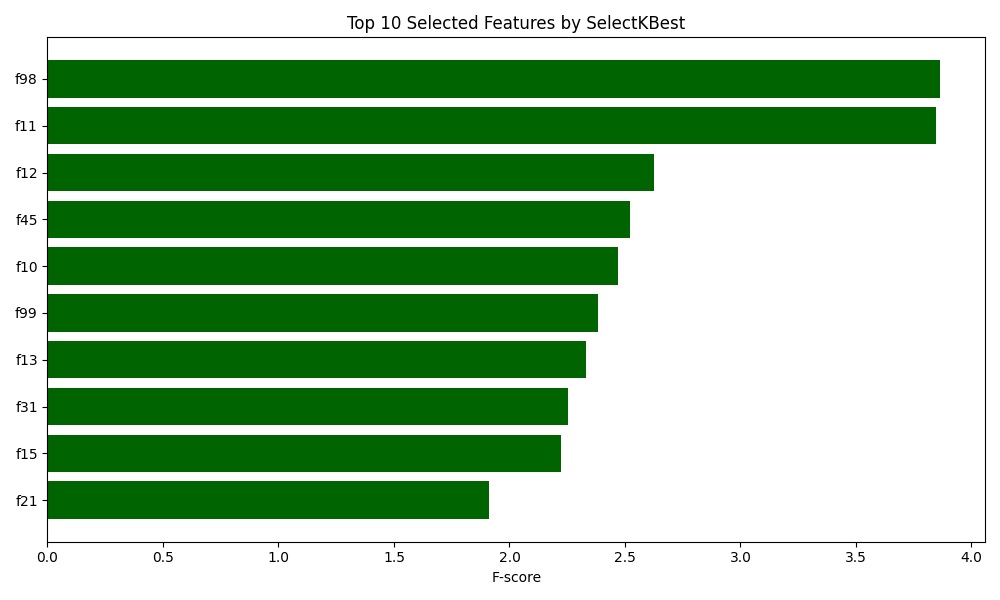 Top 10 Selected Features by SelectKBest
f98
f11
f12
f45
f10
f99
f13
f31
f15
f21
0.0 0.5 1.0 1.5 2.0 2.5 3.0 3.5 4.0
F-score